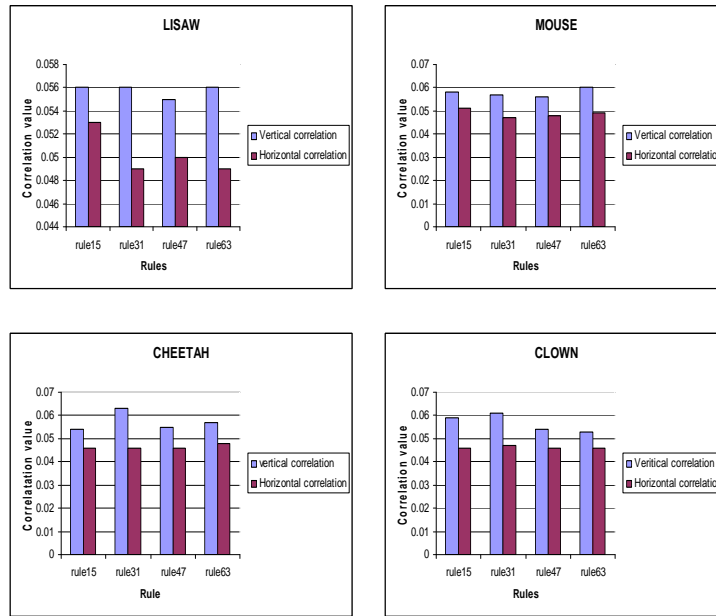 LISAW
0.058
0.056
0.054
0.052
0.05
0.048
0.046
0.044
Correlation value
rule15 rule31 rule47 rule63
Rules
Vertical correlation
Horizontal correlation
MOUSE
0.07
0.06
0.05
0.04
0.03
0.02
0.01
0
Correlation value
rule15 rule31 rule47 rule63
Rules
Vertical correlation
Horizontal correlation
CHEETAH
0.07
0.06
0.05
0.04
0.03
0.02
0.01
0
Correlatation value
rule15 rule31 rule47 rule63
Rule
vertical correlation
Horizontal correlation
CLOWN
0.07
0.06
0.05
0.04
0.03
0.02
0.01
0
Correlation value
rule15 rule31 rule47 rule63
Rules
Veritical correlation
Horizontal correlation